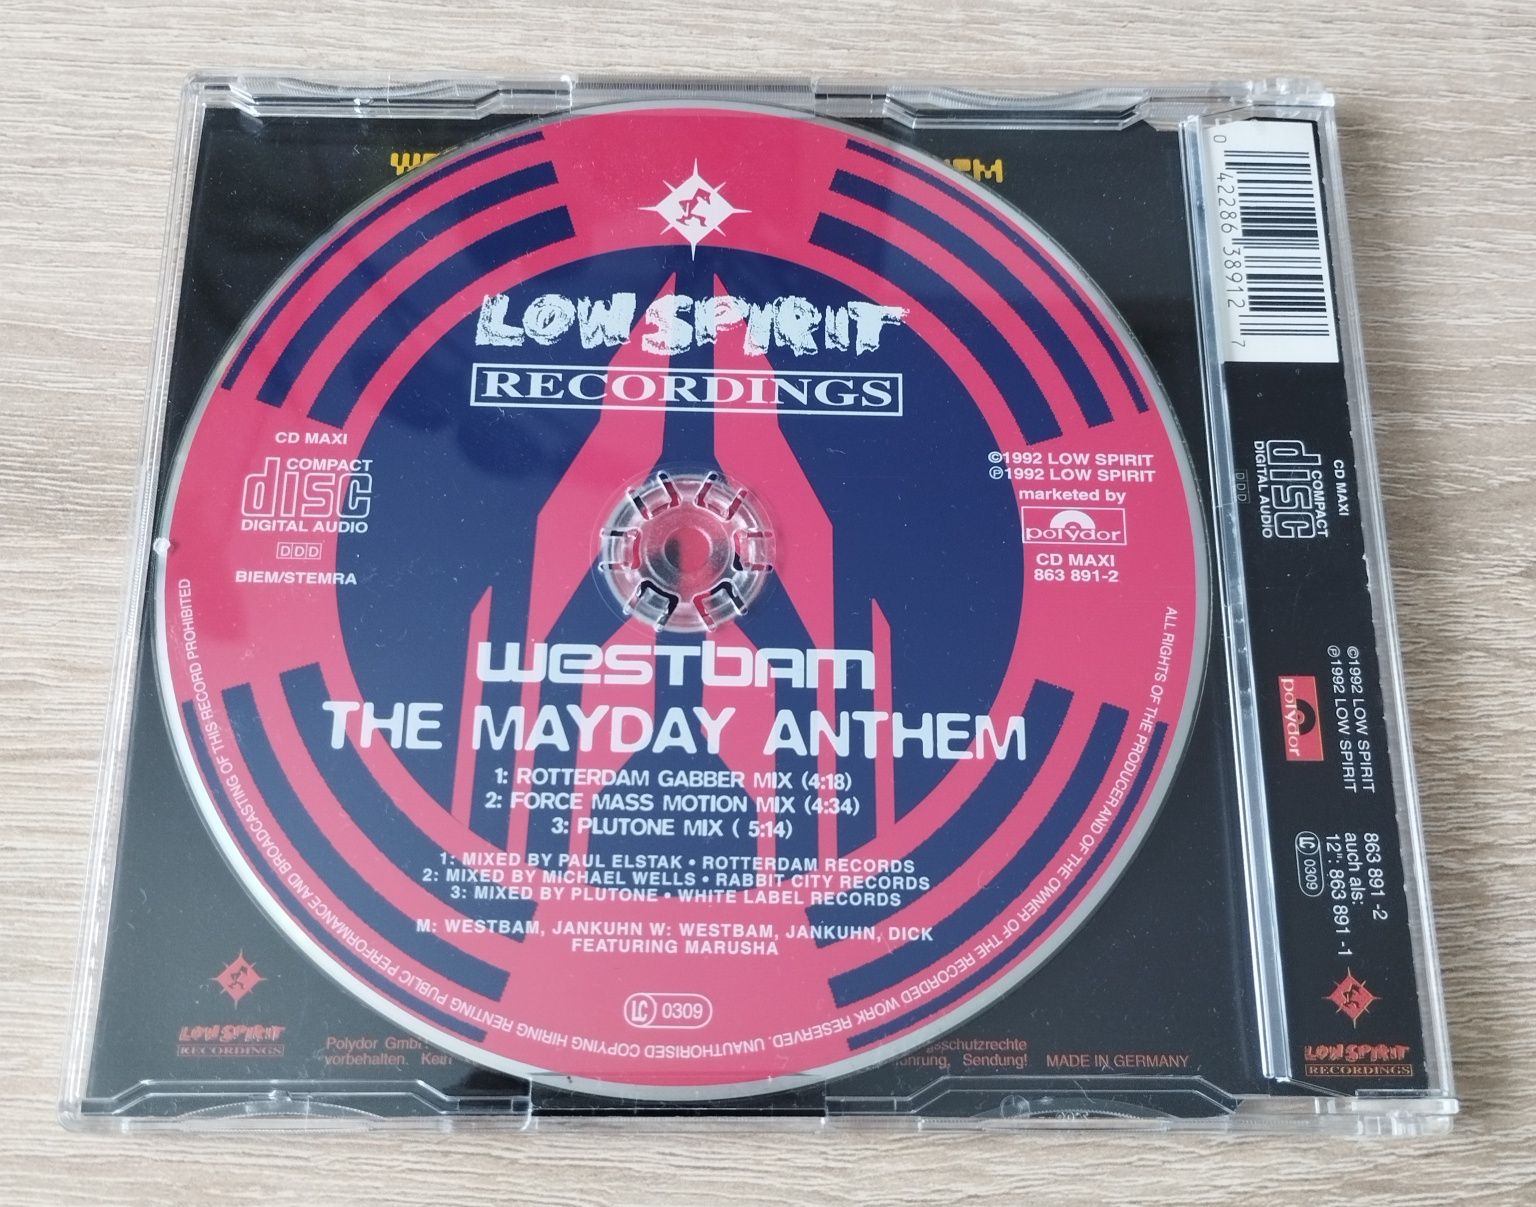 LOW SPIRIT
RECORDINGS
CD MAXI
COMPACT
disc
DIGITAL AUDIO
DDD
BIEM/STEMRA
©1992 LOW SPIRIT
℗1992 LOW SPIRIT
marketed by
polydor
CD MAXI
863 891-2
WESTBAM
THE MAYDAY ANTHEM
1: ROTTERDAM GABBER MIX (4:18)
2: FORCE MASS MOTION MIX (4:34)
3: PLUTONE MIX ( 5:14)
1: MIXED BY PAUL ELSTAK • ROTTERDAM RECORDS
2: MIXED BY MICHAEL WELLS • RABBIT CITY RECORDS
3: MIXED BY PLUTONE • WHITE LABEL RECORDS
M: WESTBAM, JANKUHN W: WESTBAM, JANKUHN, DICK
FEATURING MARUSHA
LC 0309
ALL RIGHTS OF THE PRODUCER AND OF THE OWNER OF THE RECORDED WORK RESERVED. UNAUTHORISED COPYING HIRING RENTING PUBLIC PERFORMANCE AND BROADCASTING OF THIS RECORD PROHIBITED
LOW SPIRIT
RECORDINGS
Polydor
vorbehalten. Kein
Sendung!
MADE IN GERMANY
0 42286 38912 7
CD MAXI
COMPACT
disc
DIGITAL AUDIO
DDD
©1992 LOW SPIRIT
℗1992 LOW SPIRIT
polydor
863 891 -2
auch als:
12": 863 891 -1
LC 0309
LOW SPIRIT
RECORDINGS